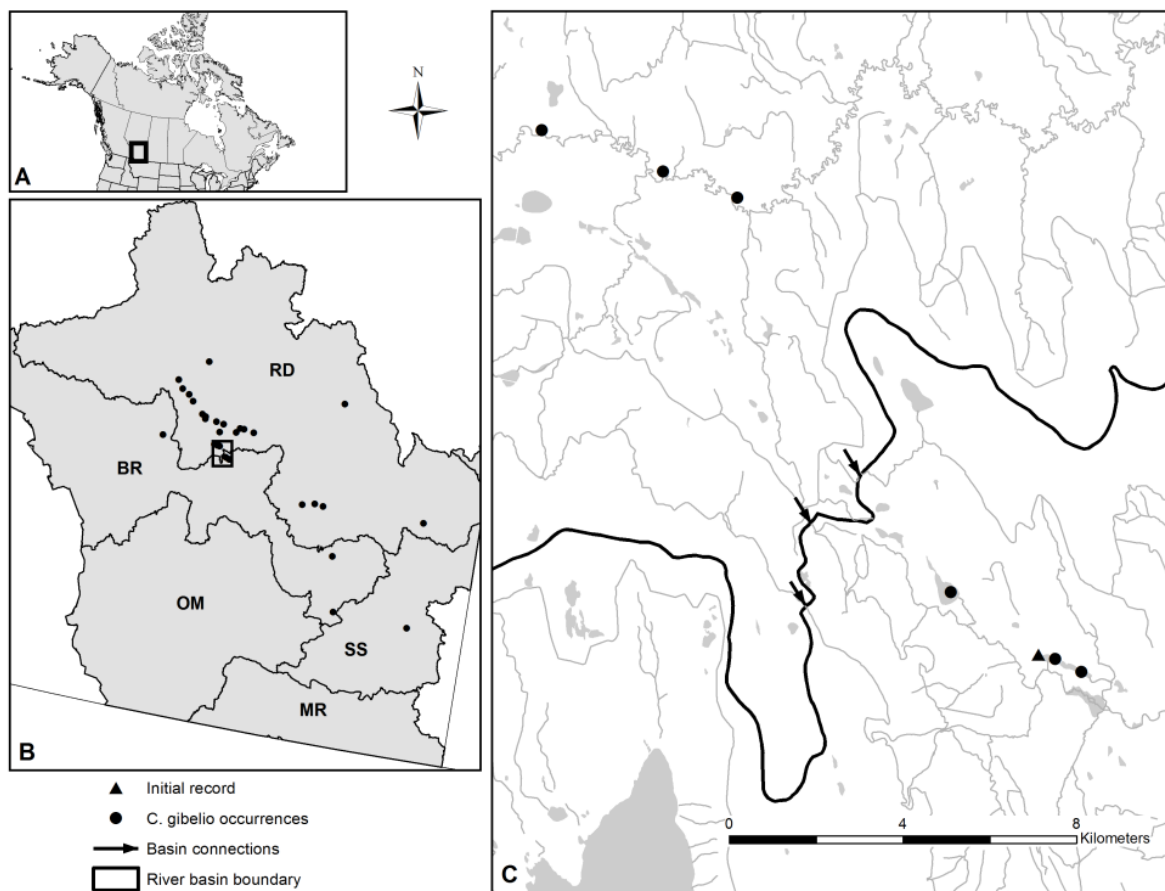 N
A
RD
BR
OM
SS
MR
B
Initial record
C. gibelio occurrences
Basin connections
River basin boundary
0 4 8
Kilometers
C